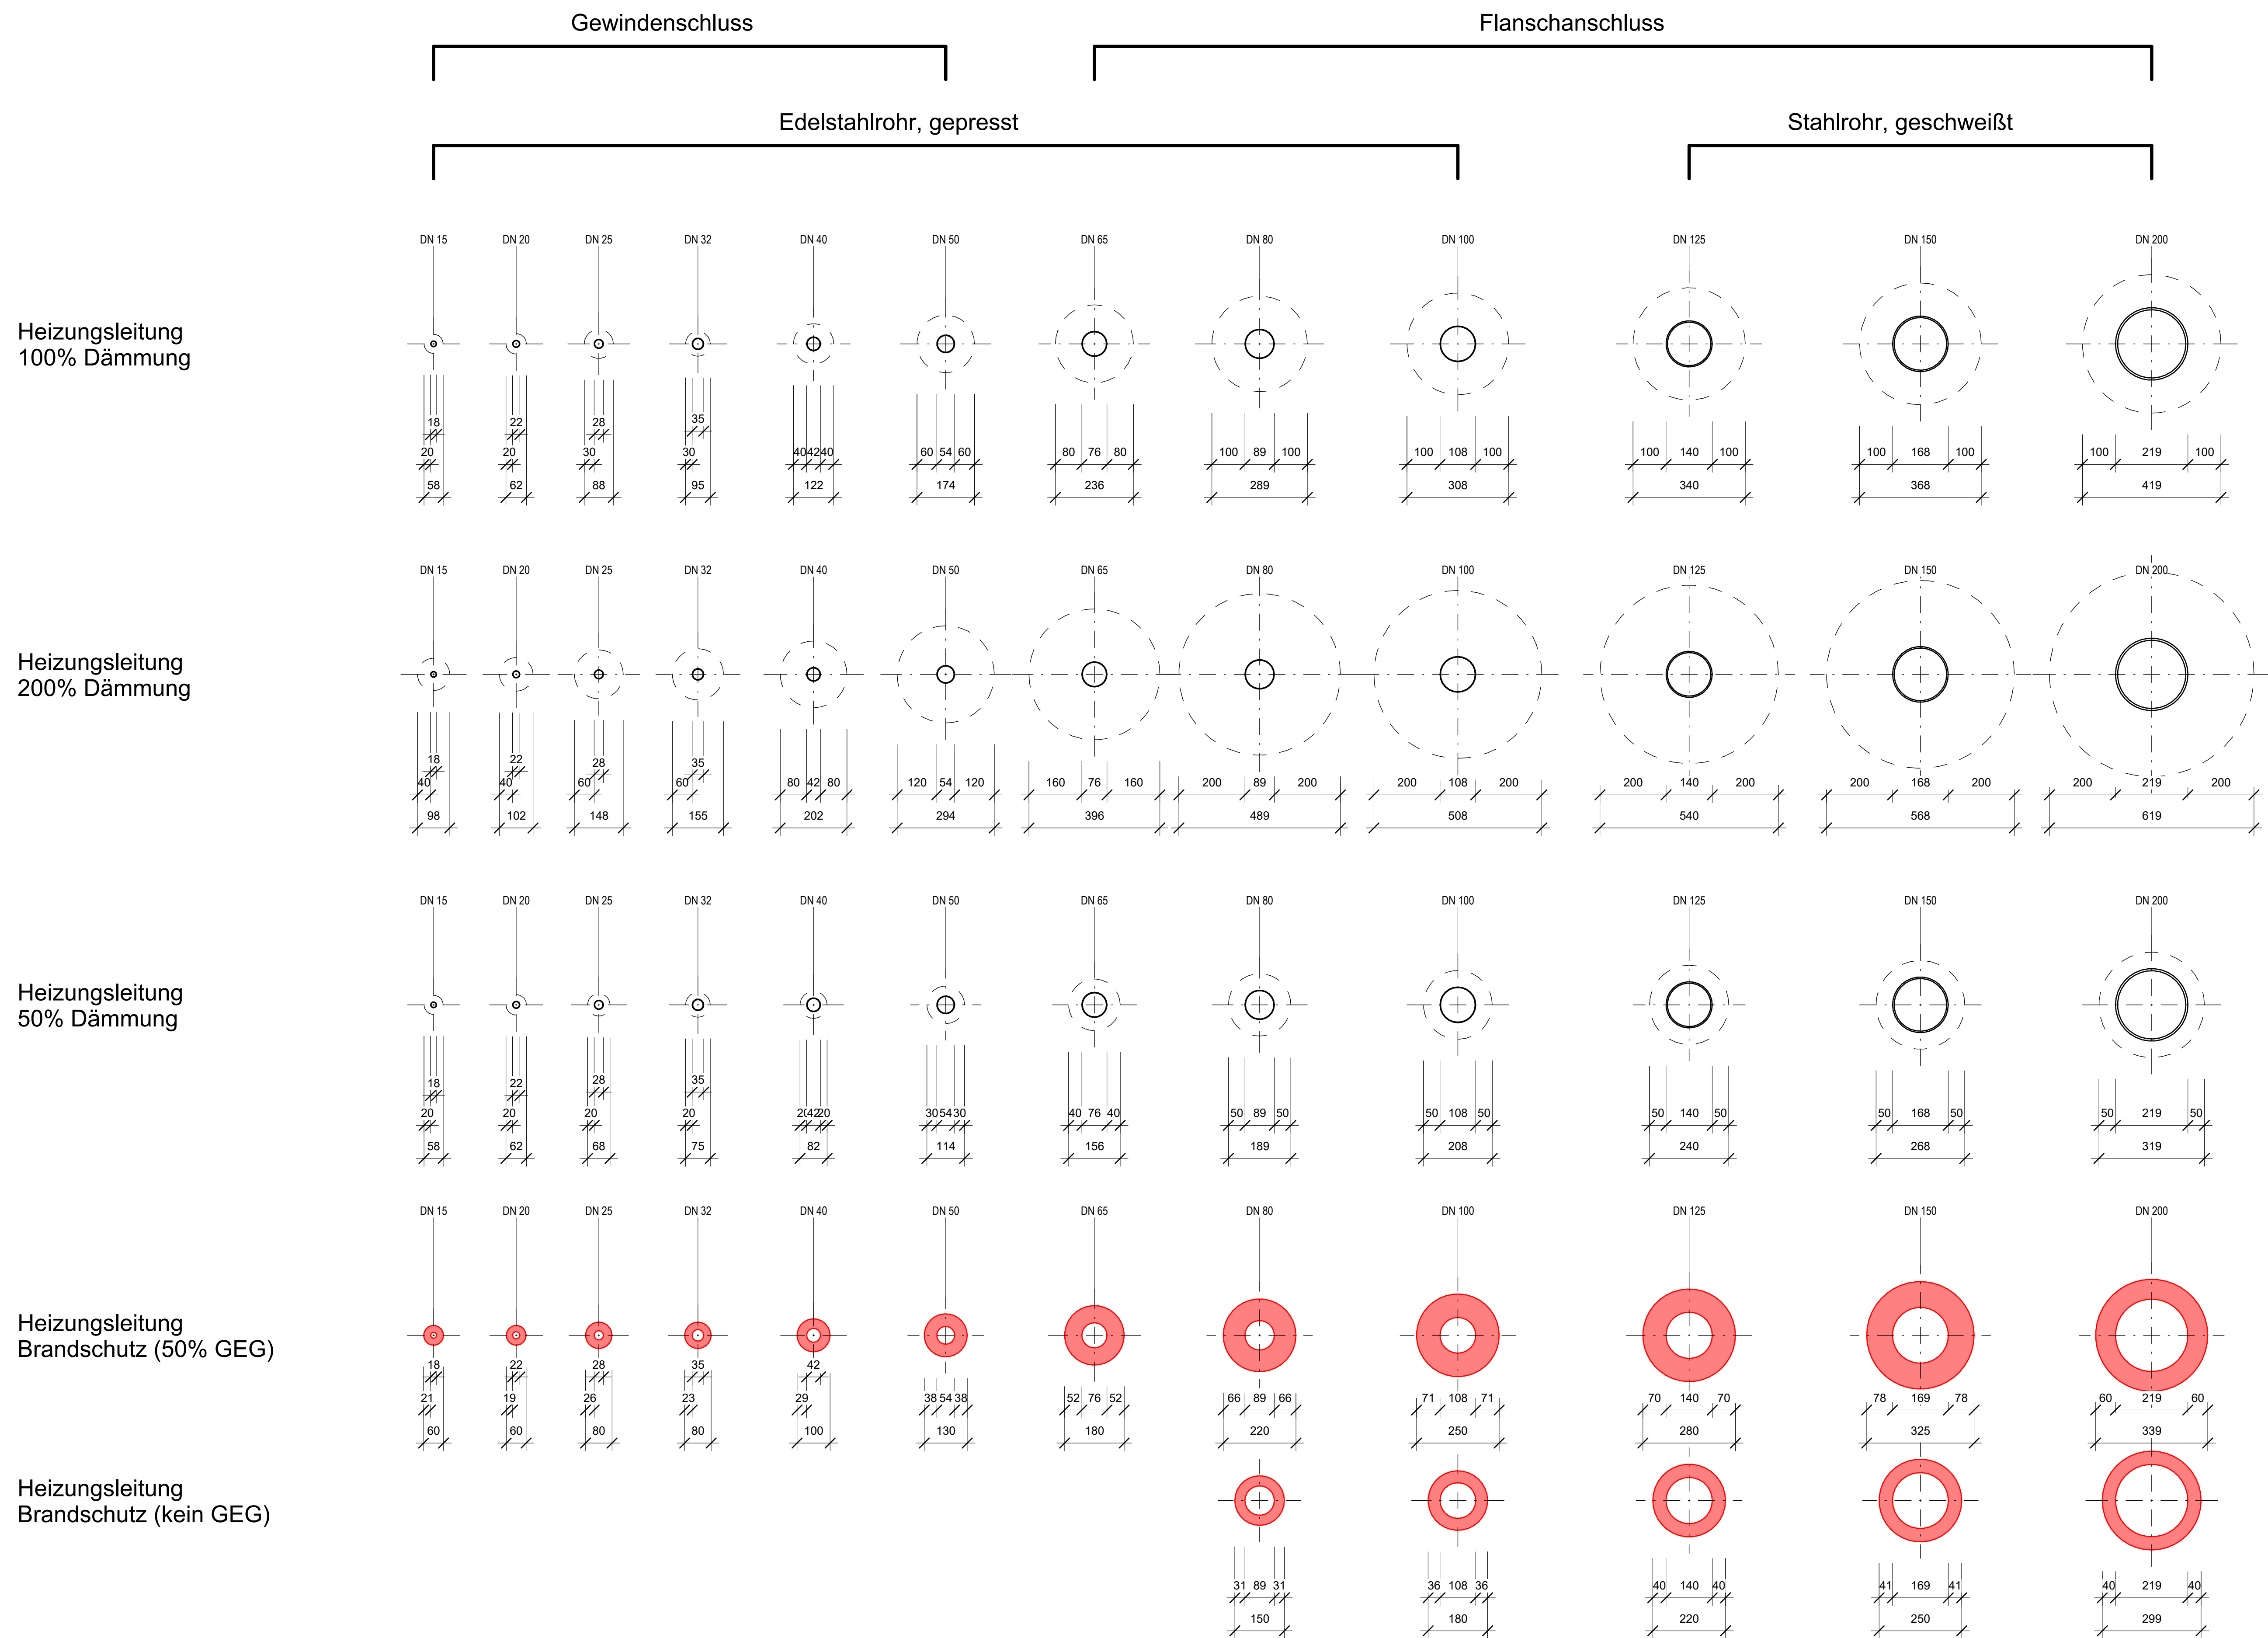 Gewindenschluss Flanschanschluss
Edelstahlrohr, gepresst Stahlrohr, geschweißt
DN 15 DN 20 DN 25 DN 32 DN 40 DN 50 DN 65 DN 80 DN 100 DN 125 DN 150 DN 200
Heizungsleitung
100% Dämmung
18 22 28 35
20 20 30 30 40 42 40 60 54 60 80 76 80 100 89 100 100 108 100 100 140 100 100 168 100 100 219 100
58 62 88 95 122 174 236 289 308 340 368 419
DN 15 DN 20 DN 25 DN 32 DN 40 DN 50 DN 65 DN 80 DN 100 DN 125 DN 150 DN 200
Heizungsleitung
200% Dämmung
18 22 28 35
40 40 60 60 80 42 80 120 54 120 160 76 160 200 89 200 200 108 200 200 140 200 200 168 200 200 219 200
98 102 148 155 202 294 396 489 508 540 568 619
DN 15 DN 20 DN 25 DN 32 DN 40 DN 50 DN 65 DN 80 DN 100 DN 125 DN 150 DN 200
Heizungsleitung
50% Dämmung
18 22 28 35
20 20 20 20 20 42 20 30 54 30 40 76 40 50 89 50 50 108 50 50 140 50 50 168 50 50 219 50
58 62 68 75 82 114 156 189 208 240 268 319
DN 15 DN 20 DN 25 DN 32 DN 40 DN 50 DN 65 DN 80 DN 100 DN 125 DN 150 DN 200
Heizungsleitung
Brandschutz (50% GEG)
18 22 28 35 42
21 19 26 23 29 38 54 38 52 76 52 66 89 66 71 108 71 70 140 70 78 169 78 60 219 60
60 60 80 80 100 130 180 220 250 280 325 339
Heizungsleitung
Brandschutz (kein GEG)
31 89 31 36 108 36 40 140 40 41 169 41 40 219 40
150 180 220 250 299